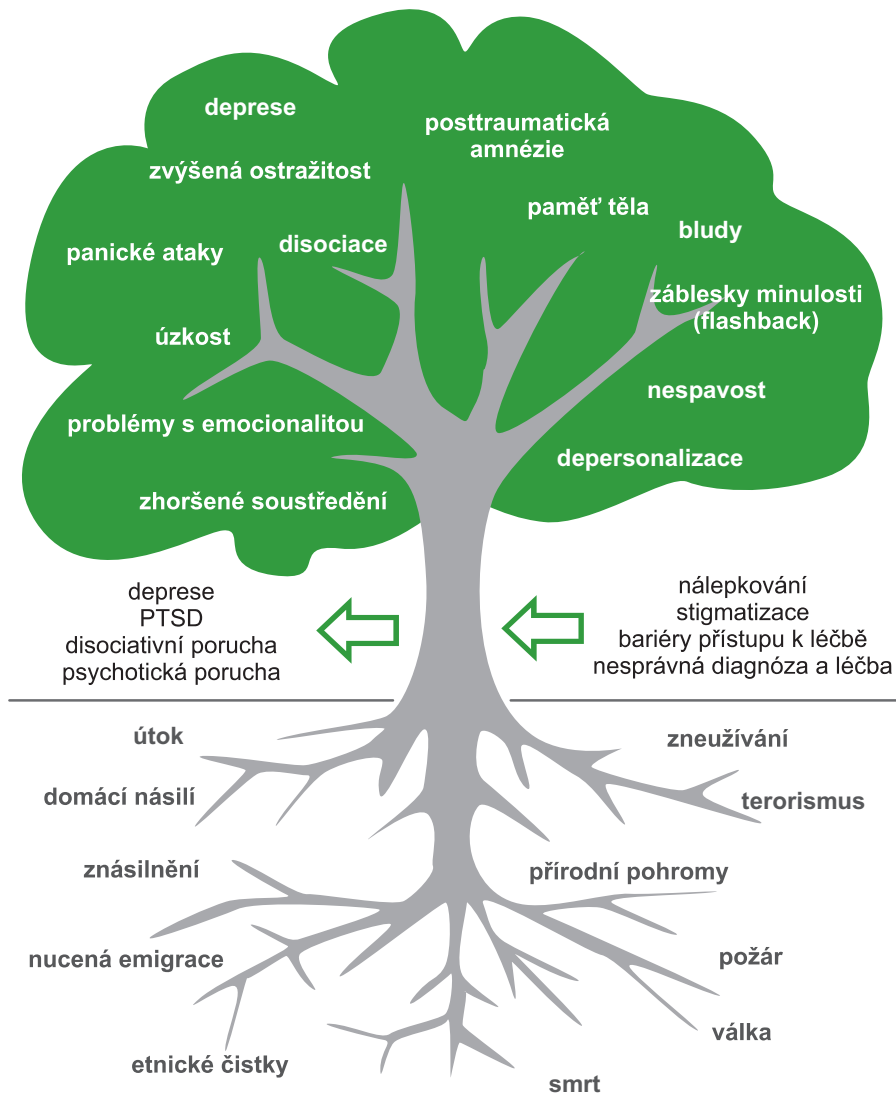 deprese
posttraumatická
amnézie
zvýšená ostražitost
paměť těla
bludy
disociace
panické ataky
záblesky minulosti
(flashback)
úzkost
nespavost
problémy s emocionalitou
depersonalizace
zhoršené soustředění
deprese
PTSD
disociativní porucha
psychotická porucha
nálepkování
stigmatizace
bariéry přístupu k léčbě
nesprávná diagnóza a léčba
útok
zneužívání
domácí násilí
terorismus
znásilnění
přírodní pohromy
nucená emigrace
požár
válka
etnické čistky
smrt